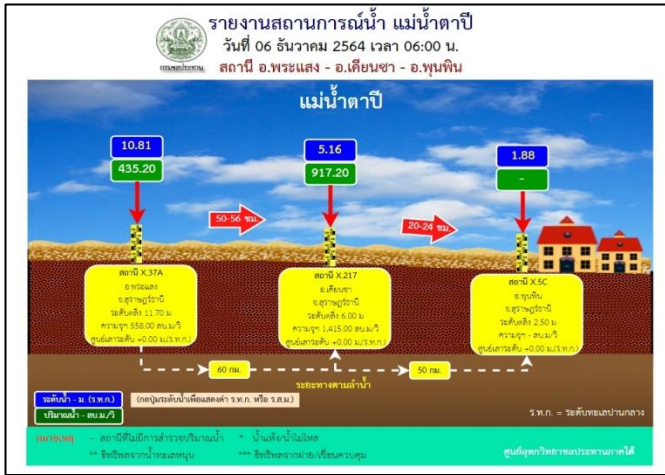 รายงานสถานการณ์น้ำ แม่น้ำตาปี
วันที่ 06 ธันวาคม 2564 เวลา 06:00 น.
สถานี อ.พระแสง - อ.เคียนซา - อ.พุนพิน
กรมชลประทาน
แม่น้ำตาปี
10.81
435.20
5.16
917.20
1.88
-
50-56 ชม.
20-24 ชม.
สถานี X.37A
อ.พระแสง
จ.สุราษฎร์ธานี
ระดับตลิ่ง 11.70 ม
ความจุฯ 558.00 ลบ.ม/วิ
ศูนย์เสาระดับ +0.00 ม.(ร.ท.ก.)
สถานี X.217
อ.เคียนซา
จ.สุราษฎร์ธานี
ระดับตลิ่ง 6.00 ม
ความจุฯ 1,415.00 ลบ.ม/วิ
ศูนย์เสาระดับ +0.00 ม.(ร.ท.ก.)
สถานี X.5C
อ.พุนพิน
จ.สุราษฎร์ธานี
ระดับตลิ่ง 2.50 ม
ความจุฯ - ลบ.ม/วิ
ศูนย์เสาระดับ +0.00 ม.(ร.ท.ก.)
60 กม.
50 กม.
ระยะทางตามลำน้ำ
ระดับน้ำ - ม. (ร.ท.ก.)
(กดปุ่มระดับน้ำเพื่อแสดงค่า ร.ท.ก. หรือ ร.ส.ม.)
ปริมาณน้ำ - ลบ.ม./วิ
ร.ท.ก. = ระดับทะเลปานกลาง
หมายเหตุ - สถานีที่ไม่มีการสำรวจปริมาณน้ำ * น้ำแห้ง/น้ำไม่ไหล
** อิทธิพลจากน้ำทะเลหนุน *** อิทธิพลจากฝาย/เขื่อนควบคุม
ศูนย์อุทกวิทยาชลประทานภาคใต้